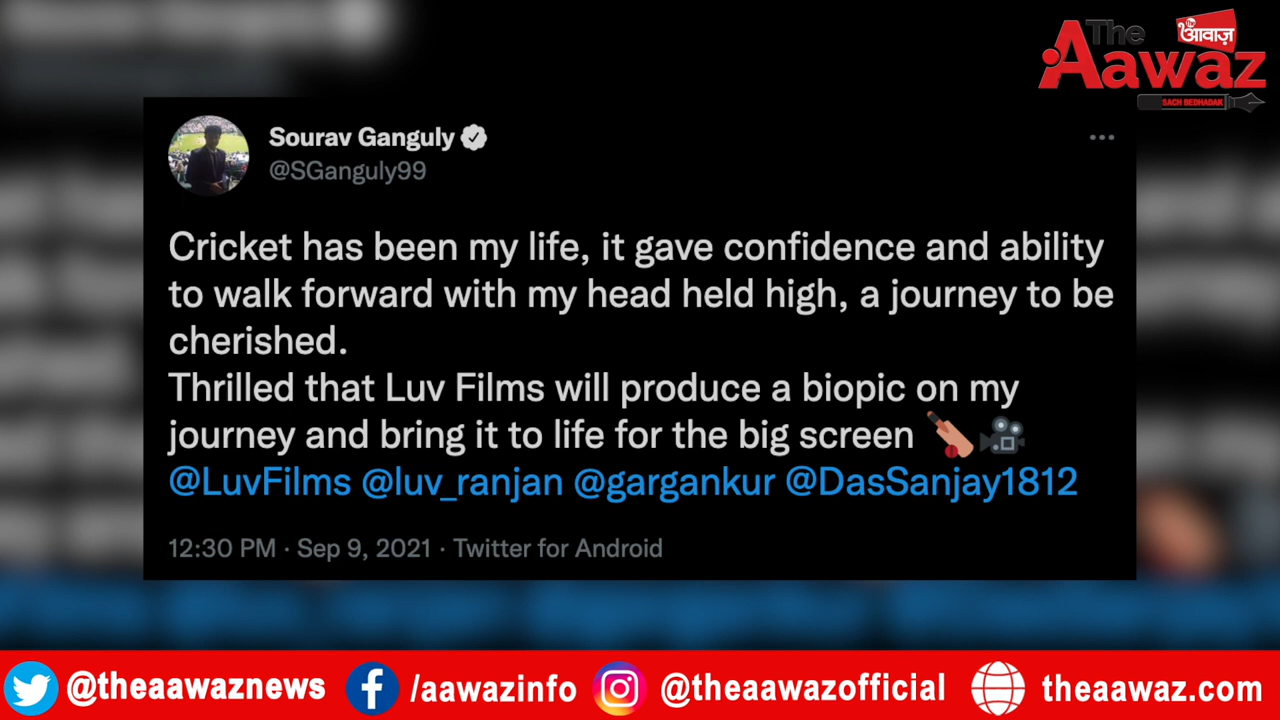 The
The आवाज़
Aawaz
SACH BEDHADAK
Sourav Ganguly
@SGanguly99
Cricket has been my life, it gave confidence and ability
to walk forward with my head held high, a journey to be
cherished.
Thrilled that Luv Films will produce a biopic on my
journey and bring it to life for the big screen 🏏🎥
@LuvFilms @luv_ranjan @gargankur @DasSanjay1812
12:30 PM · Sep 9, 2021 · Twitter for Android
@theaawaznews /aawazinfo @theaawazofficial theaawaz.com